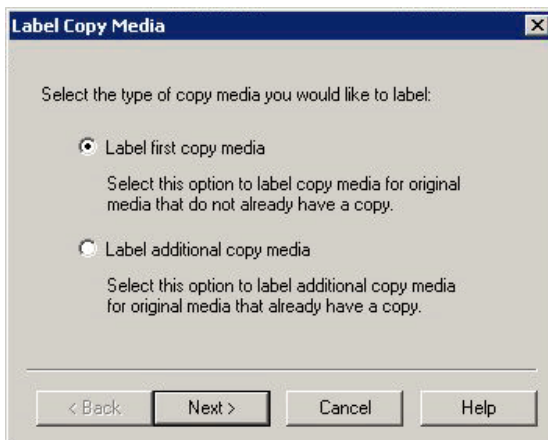 Label Copy Media
Select the type of copy media you would like to label:
Label first copy media
Select this option to label copy media for original
media that do not already have a copy.
Label additional copy media
Select this option to label additional copy media
for original media that already have a copy.
< Back
Next >
Cancel
Help